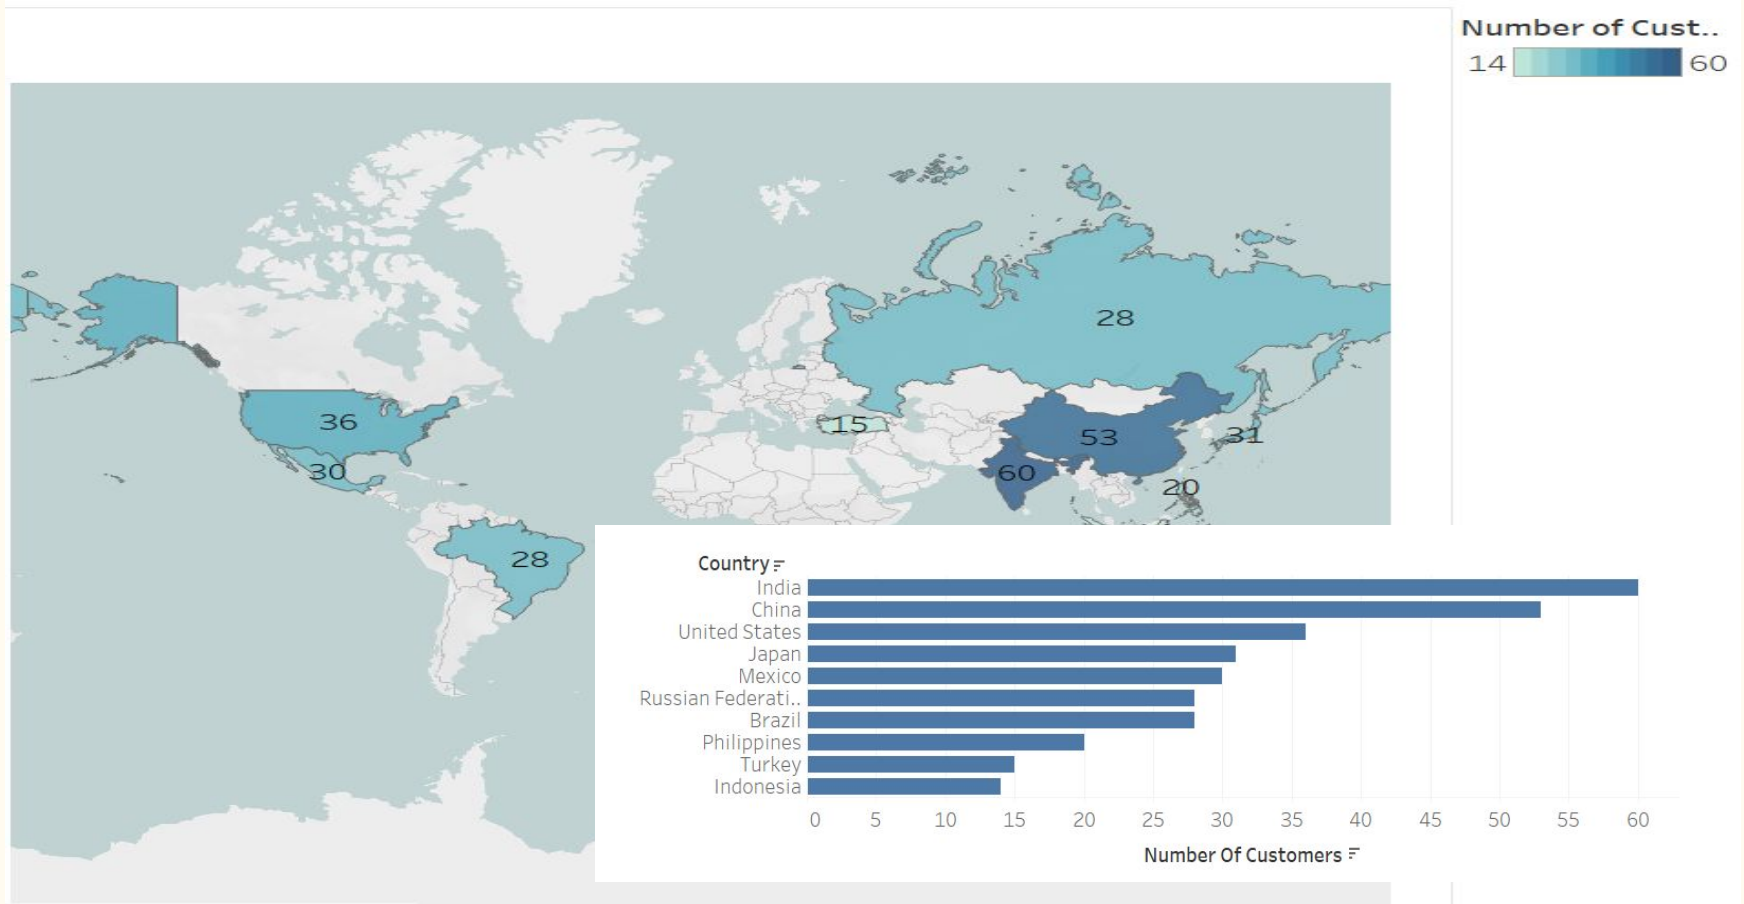 Number of Cust..
14 60
28
36
15
53
31
30
60
20
28
Country
India
China
United States
Japan
Mexico
Russian Federati..
Brazil
Philippines
Turkey
Indonesia
0 5 10 15 20 25 30 35 40 45 50 55 60
Number Of Customers